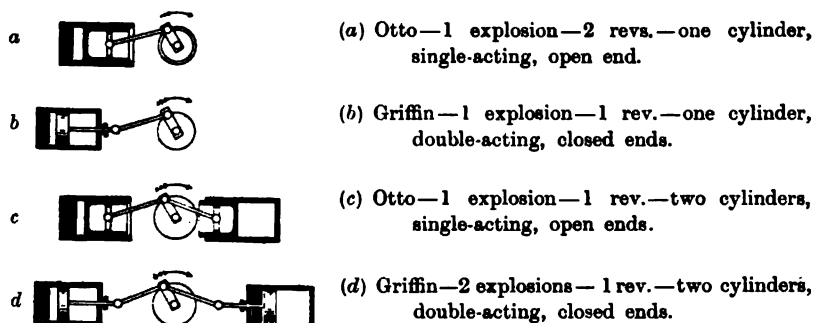 a
(a) Otto—1 explosion—2 revs.—one cylinder,
single-acting, open end.
b
(b) Griffin—1 explosion—1 rev.—one cylinder,
double-acting, closed ends.
c
(c) Otto—1 explosion—1 rev.—two cylinders,
single-acting, open ends.
d
(d) Griffin—2 explosions—1 rev.—two cylinders,
double-acting, closed ends.